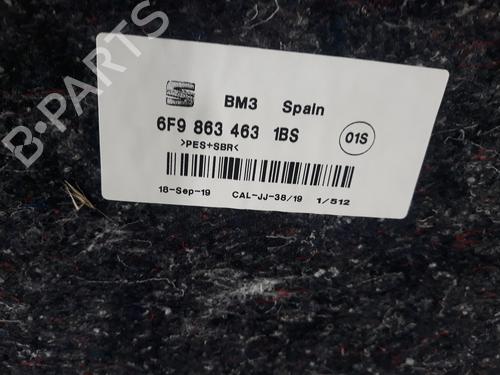 B-PARTS
BM3 Spain
6F9 863 463 1BS
01S
>PES+SBR<
18-Sep-19 CAL-JJ-38/19 1/512